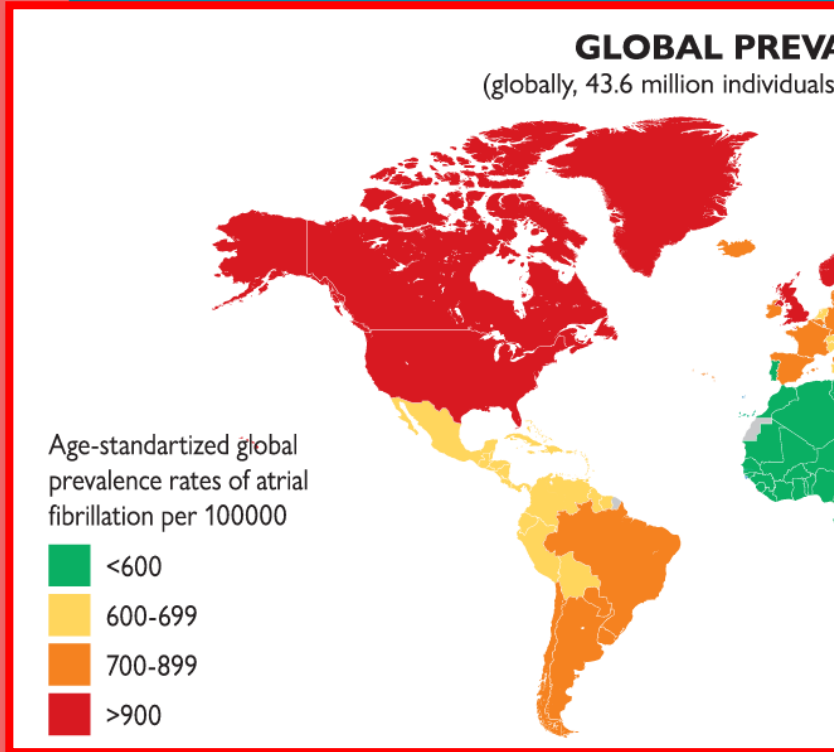 GLOBAL PREVA
(globally, 43.6 million individuals
Age-standartized global
prevalence rates of atrial
fibrillation per 100000
<600
600-699
700-899
>900